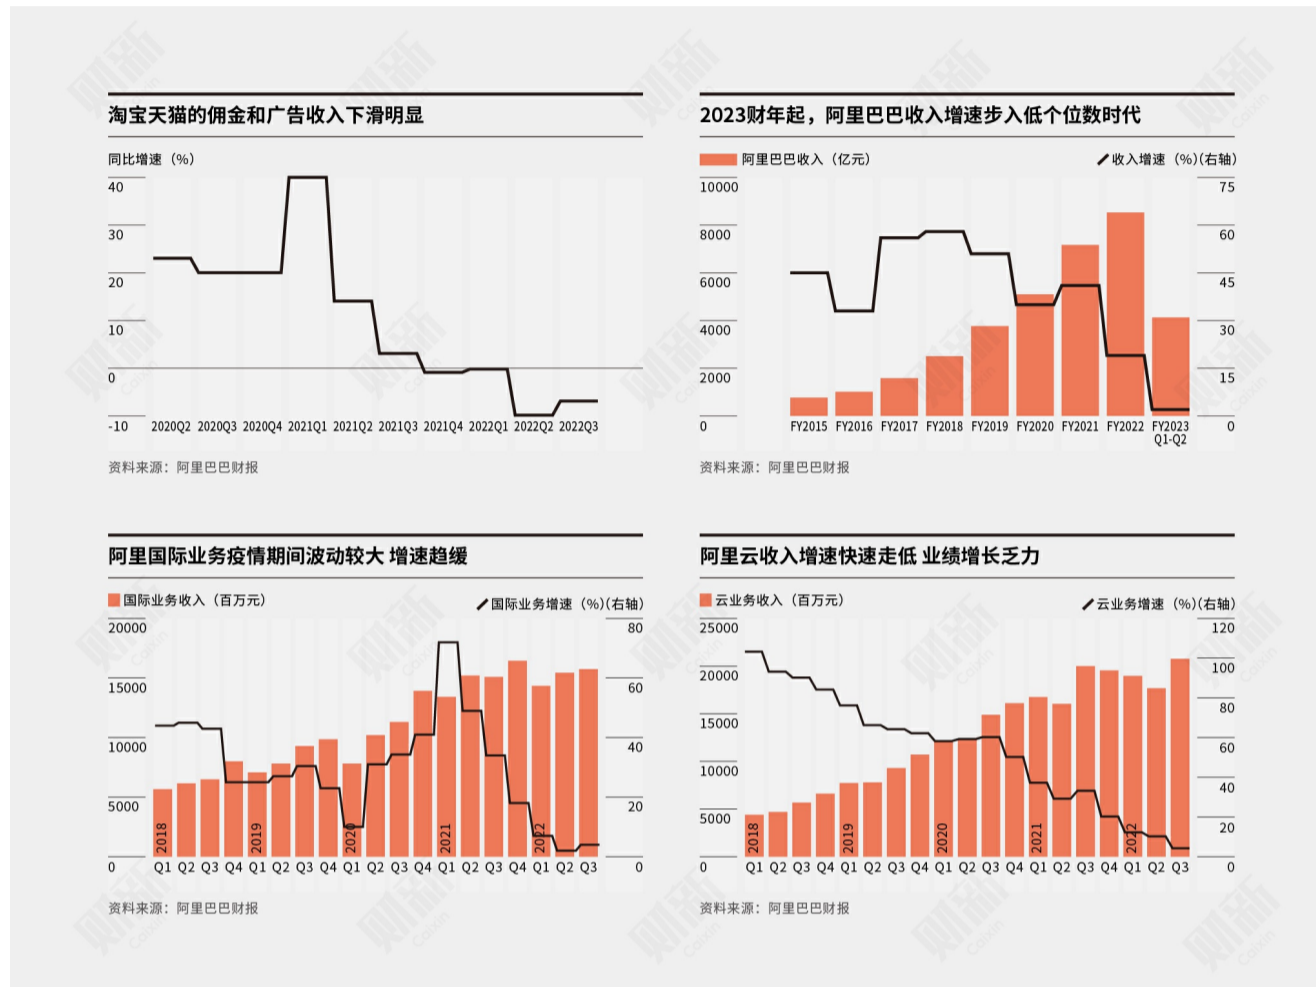 淘宝天猫的佣金和广告收入下滑明显
同比增速（%）
40
30
20
10
0
-10
2020Q2 2020Q3 2020Q4 2021Q1 2021Q2 2021Q3 2021Q4 2022Q1 2022Q2 2022Q3
资料来源：阿里巴巴财报
2023财年起，阿里巴巴收入增速步入低个位数时代
阿里巴巴收入（亿元） 收入增速（%）（右轴）
10000 75
8000 60
6000 45
4000 30
2000 15
0 0
FY2015 FY2016 FY2017 FY2018 FY2019 FY2020 FY2021 FY2022 FY2023
Q1-Q2
资料来源：阿里巴巴财报
阿里国际业务疫情期间波动较大 增速趋缓
国际业务收入（百万元） 国际业务增速（%）（右轴）
20000 80
15000 60
10000 40
5000 20
2018 2019 2020 2021 2022
0 Q1 Q2 Q3 Q4 Q1 Q2 Q3 Q4 Q1 Q2 Q3 Q4 Q1 Q2 Q3 Q4 Q1 Q2 Q3 0
资料来源：阿里巴巴财报
阿里云收入增速快速走低 业绩增长乏力
云业务收入（百万元） 云业务增速（%）（右轴）
25000 120
20000 100
15000 80
10000 60
5000 40
20
2018 2019 2020 2021 2022
0 Q1 Q2 Q3 Q4 Q1 Q2 Q3 Q4 Q1 Q2 Q3 Q4 Q1 Q2 Q3 Q4 Q1 Q2 Q3 0
资料来源：阿里巴巴财报
财新
Caixin